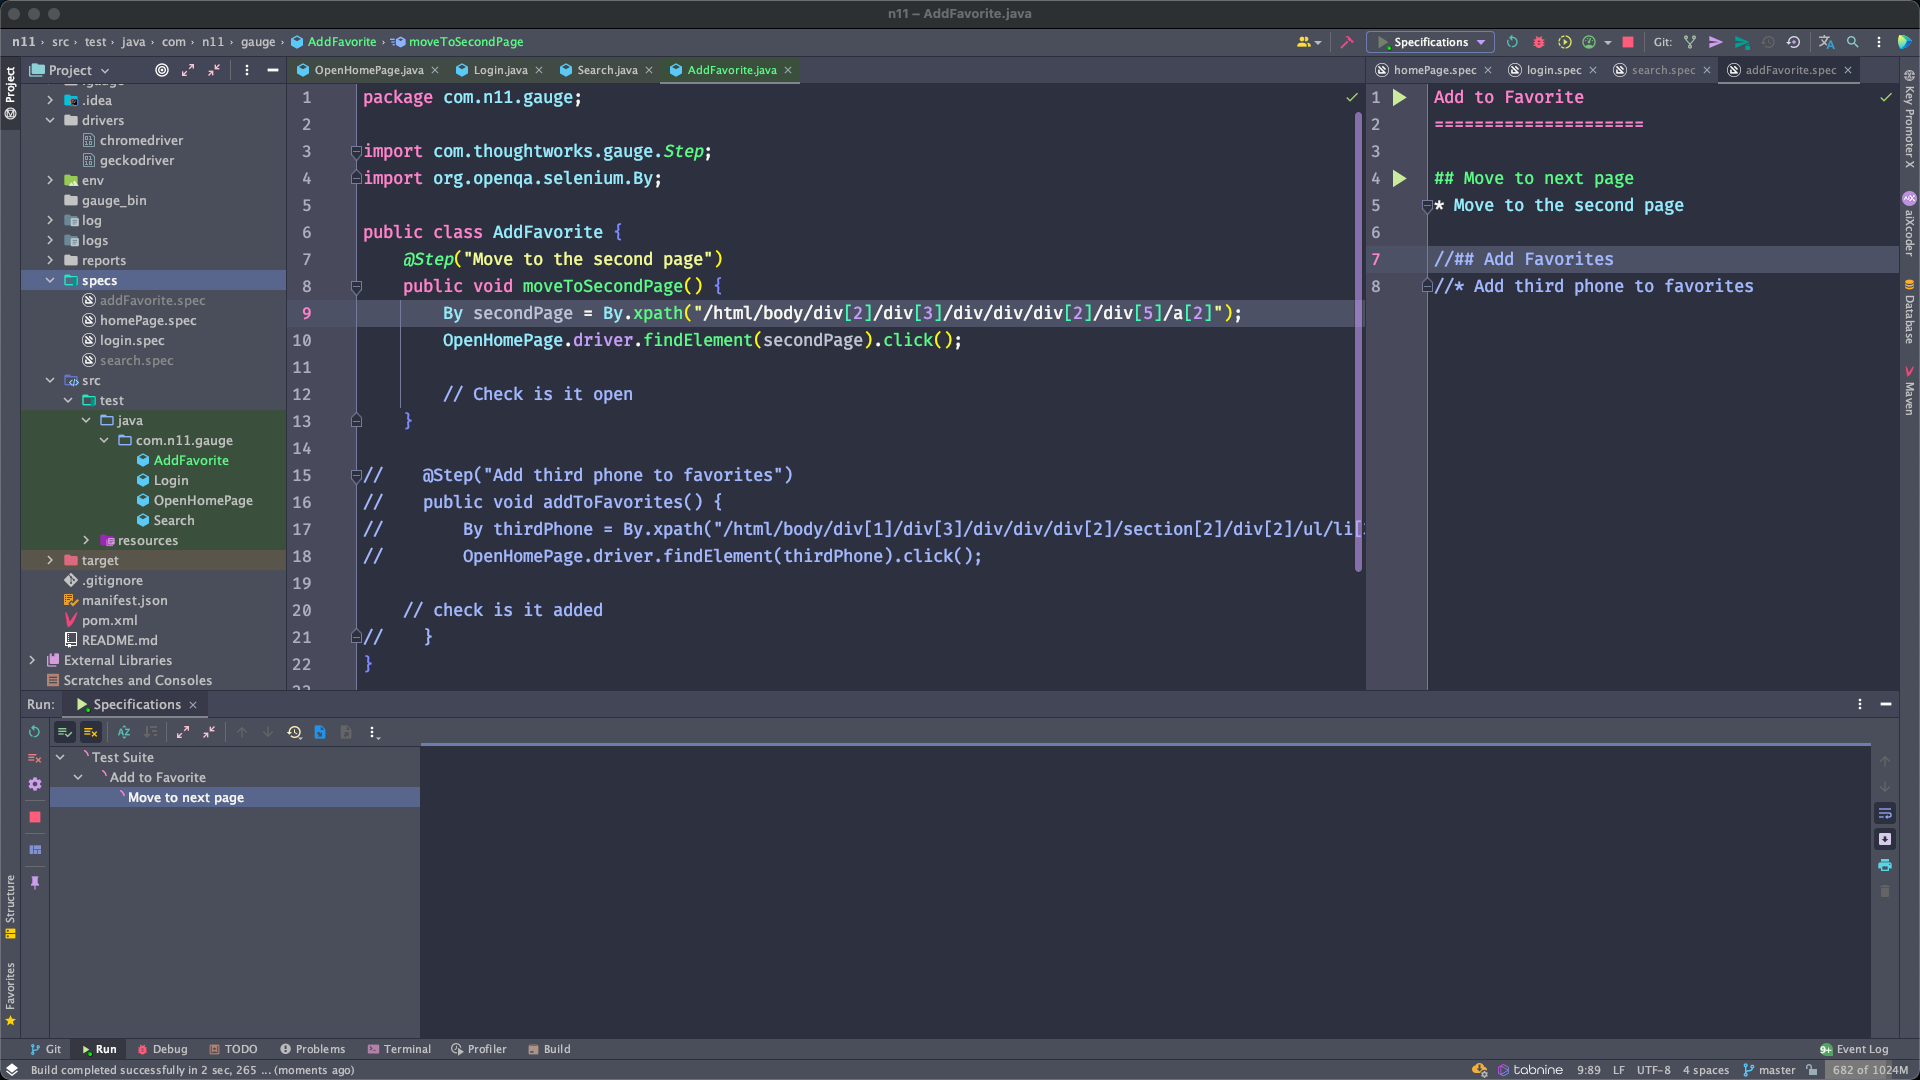 n11 – AddFavorite.java
n11 › src › test › java › com › n11 › gauge › AddFavorite › moveToSecondPage
Specifications
Git:
Project
OpenHomePage.java
Login.java
Search.java
AddFavorite.java
homePage.spec
login.spec
search.spec
addFavorite.spec
Project
.idea
drivers
chromedriver
geckodriver
env
gauge_bin
log
logs
reports
specs
addFavorite.spec
homePage.spec
login.spec
search.spec
src
test
java
com.n11.gauge
AddFavorite
Login
OpenHomePage
Search
resources
target
.gitignore
manifest.json
pom.xml
README.md
External Libraries
Scratches and Consoles
1 package com.n11.gauge;
2
3 import com.thoughtworks.gauge.Step;
4 import org.openqa.selenium.By;
5
6 public class AddFavorite {
7 @Step("Move to the second page")
8 public void moveToSecondPage() {
9 By secondPage = By.xpath("/html/body/div[2]/div[3]/div/div/div[2]/div[5]/a[2]");
10 OpenHomePage.driver.findElement(secondPage).click();
11
12 // Check is it open
13 }
14
15 // @Step("Add third phone to favorites")
16 // public void addToFavorites() {
17 // By thirdPhone = By.xpath("/html/body/div[1]/div[3]/div/div/div[2]/section[2]/div[2]/ul/li[
18 // OpenHomePage.driver.findElement(thirdPhone).click();
19
20 // check is it added
21 // }
22 }
1 Add to Favorite
2 =====================
3
4 ## Move to next page
5 * Move to the second page
6
7 //## Add Favorites
8 //* Add third phone to favorites
Key Promoter X
aiXcoder
Database
Maven
Run: Specifications
Test Suite
Add to Favorite
Move to next page
Structure
Favorites
Git
Run
Debug
TODO
Problems
Terminal
Profiler
Build
9+ Event Log
Build completed successfully in 2 sec, 265 ... (moments ago)
tabnine
9:89
LF
UTF-8
4 spaces
master
682 of 1024M